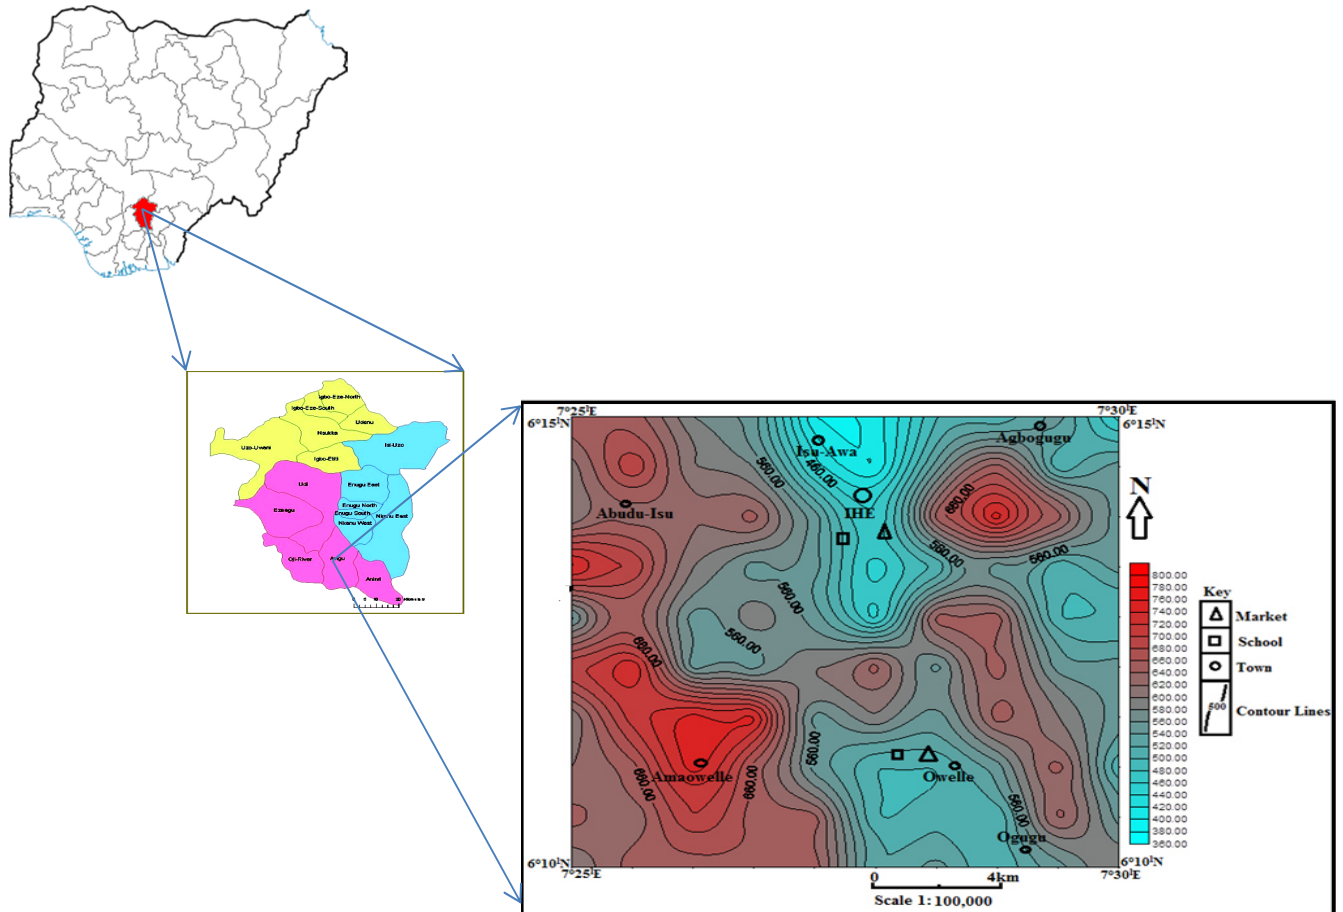 Igbo-Eze-North
Igbo-Eze-South
Udenu
Nsukka
Uzo-Uwani
Isi-Uzo
Igbo-Etiti
Udi
Enugu East
Ezeagu
Enugu North
Enugu South
Nkanu East
Nkanu West
Oji-River
Awgu
Aninri
7°25'E
7°30'E
6°15'N
6°15'N
Agbogugu
Isu-Awa
560.00
460.00
660.00
Abudu-Isu
IHE
560.00
560.00
560.00
560.00
660.00
560.00
660.00
660.00
560.00
Amaowelle
Owelle
Ogugu
6°10'N
6°10'N
7°25'E
7°30'E
0 4km
Scale 1:100,000
N
800.00
780.00
760.00
740.00
720.00
700.00
680.00
660.00
640.00
620.00
600.00
580.00
560.00
540.00
520.00
500.00
480.00
460.00
440.00
420.00
400.00
380.00
360.00
Key
Market
School
Town
500
Contour Lines